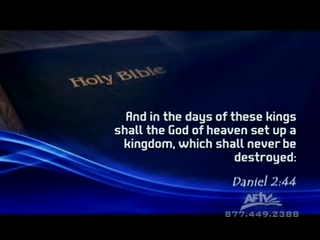 Holy Bible
And in the days of these kings
shall the God of heaven set up a
kingdom, which shall never be
destroyed:
Daniel 2:44
AFtv
877.449.2388